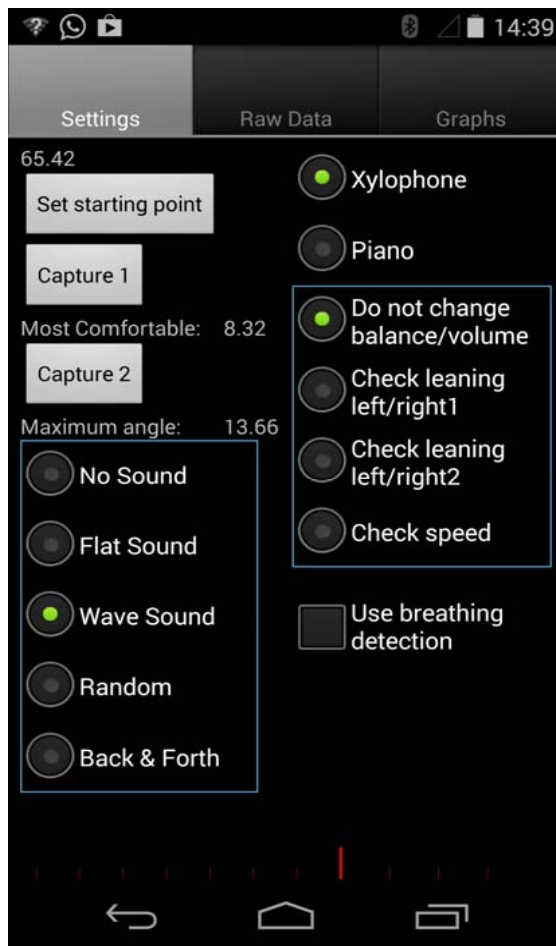 14:39
Settings
Raw Data
Graphs
65.42
Set starting point
Capture 1
Most Comfortable: 8.32
Capture 2
Maximum angle: 13.66
No Sound
Flat Sound
Wave Sound
Random
Back & Forth
Xylophone
Piano
Do not change
balance/volume
Check leaning
left/right1
Check leaning
left/right2
Check speed
Use breathing
detection